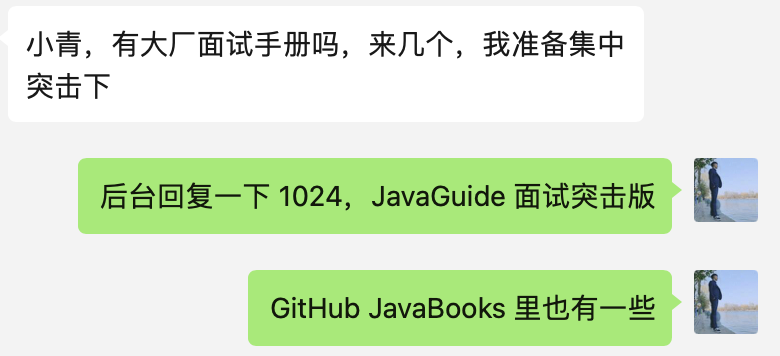 小青，有大厂面试手册吗，来几个，我准备集中
突击下
后台回复一下 1024，JavaGuide 面试突击版
GitHub JavaBooks 里也有一些